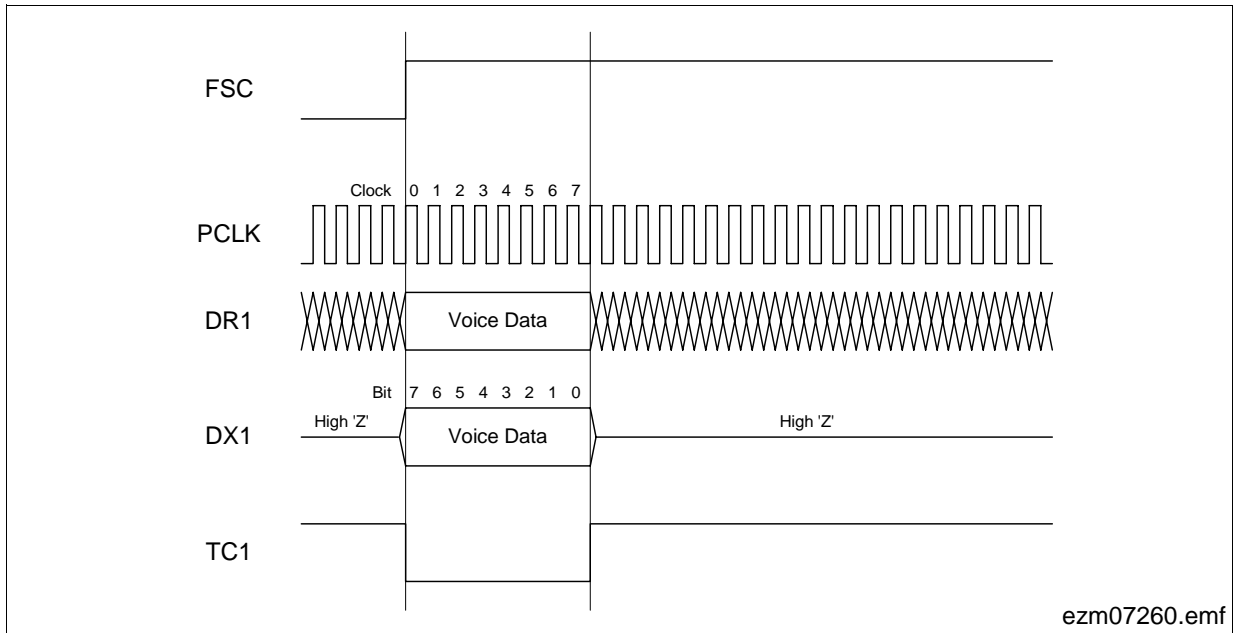 FSC
Clock 0 1 2 3 4 5 6 7
PCLK
DR1 Voice Data
Bit 7 6 5 4 3 2 1 0
High 'Z' High 'Z'
DX1 Voice Data
TC1
ezm07260.emf